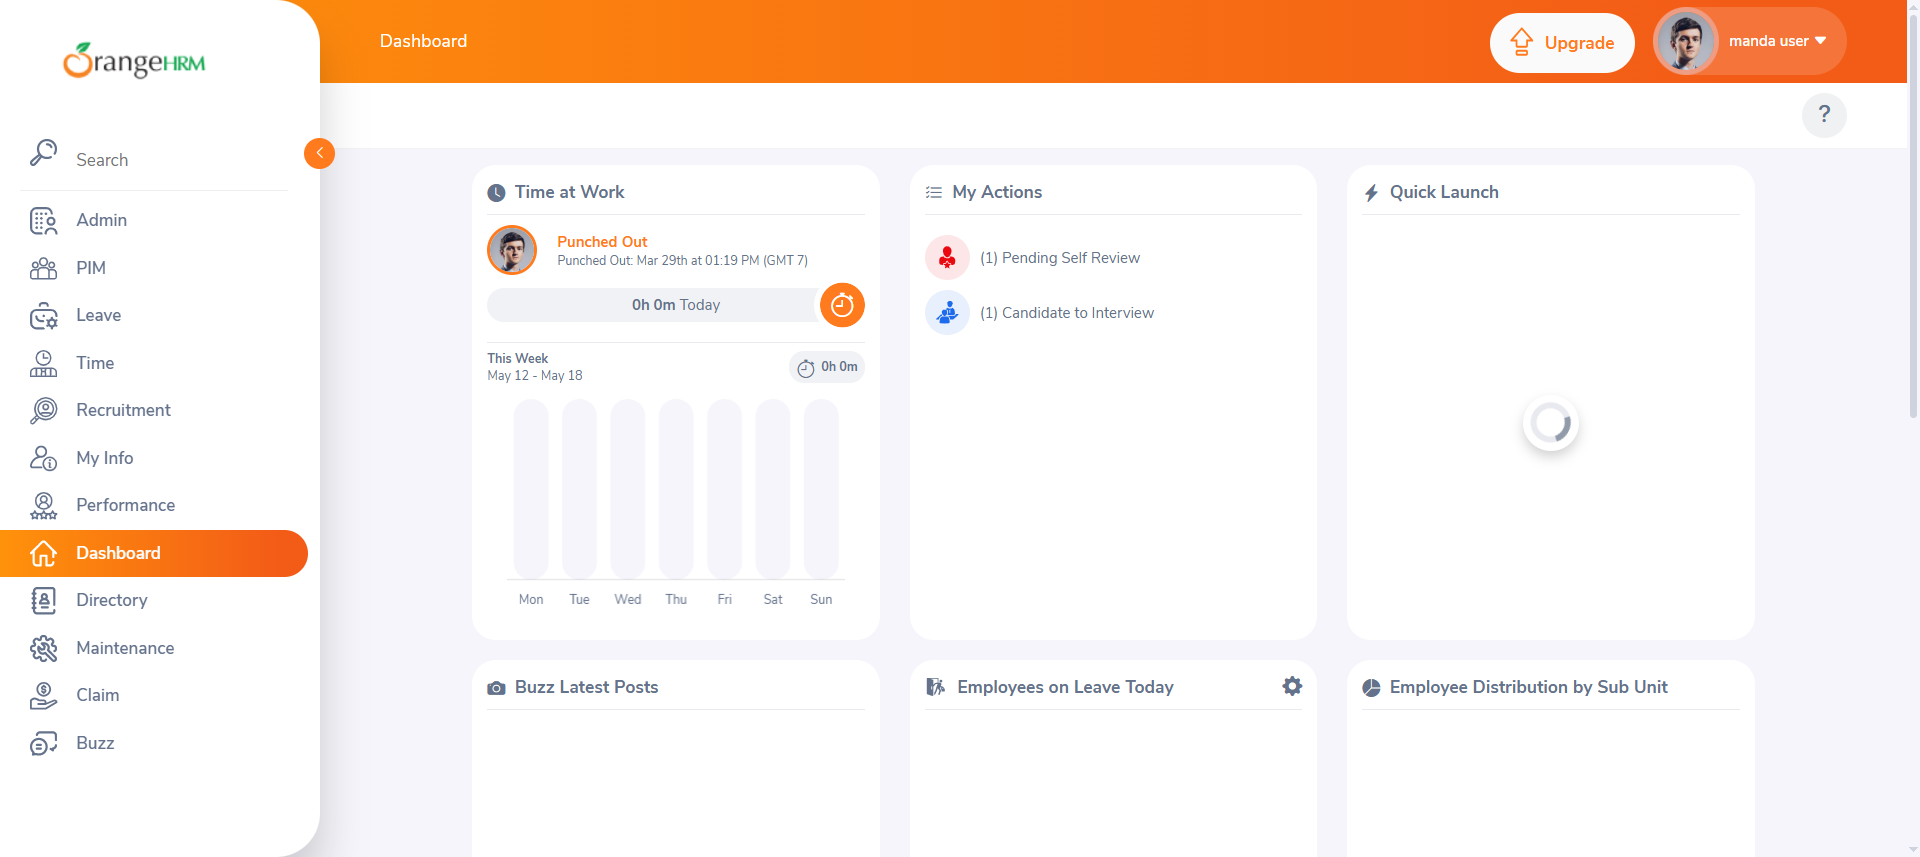 OrangeHRM
Search
Admin
PIM
Leave
Time
Recruitment
My Info
Performance
Dashboard
Directory
Maintenance
Claim
Buzz
Dashboard
Upgrade
manda user
?
Time at Work
Punched Out
Punched Out: Mar 29th at 01:19 PM (GMT 7)
0h 0m Today
This Week
May 12 - May 18
0h 0m
Mon Tue Wed Thu Fri Sat Sun
My Actions
(1) Pending Self Review
(1) Candidate to Interview
Quick Launch
Buzz Latest Posts
Employees on Leave Today
Employee Distribution by Sub Unit